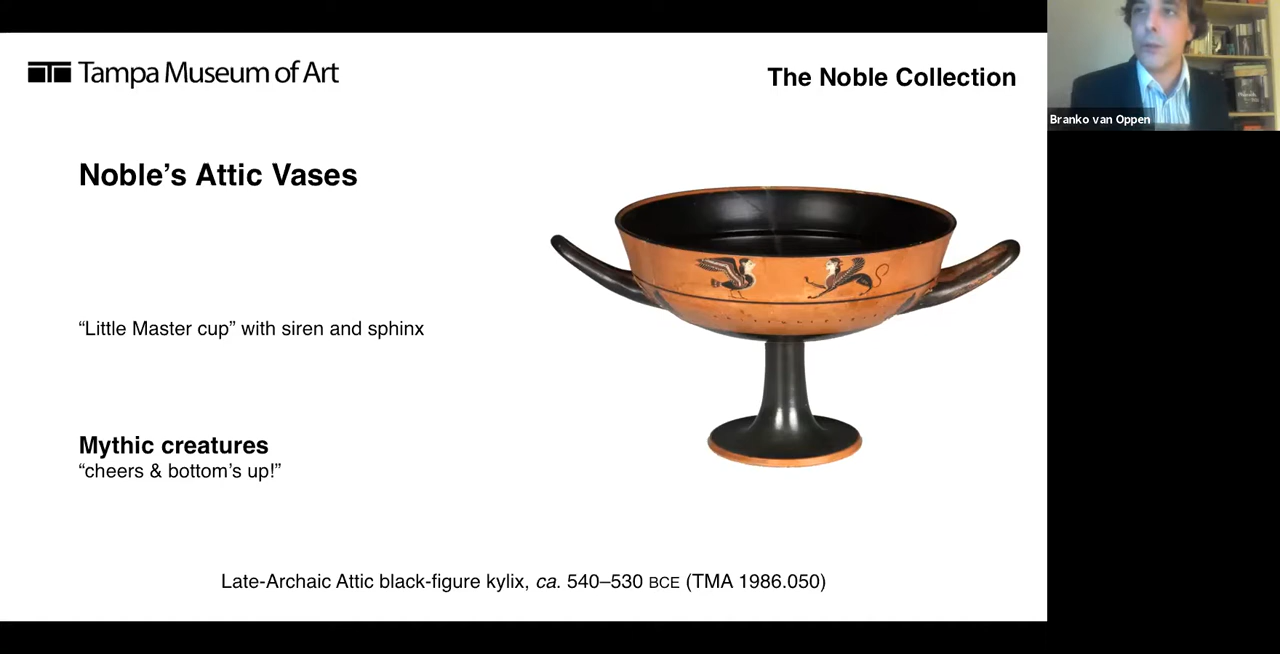 Tampa Museum of Art
The Noble Collection
Branko van Oppen
Noble’s Attic Vases
“Little Master cup” with siren and sphinx
Mythic creatures
“cheers & bottom’s up!”
Late-Archaic Attic black-figure kylix, ca. 540–530 BCE (TMA 1986.050)